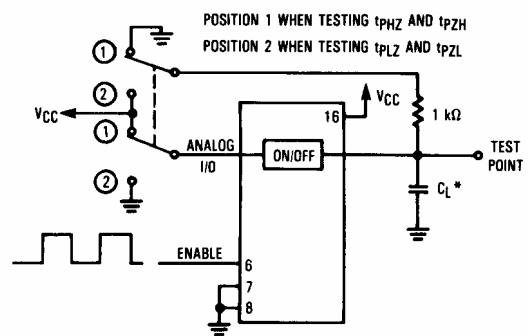 POSITION 1 WHEN TESTING tPHZ AND tPZH
POSITION 2 WHEN TESTING tPLZ AND tPZL
1
2
VCC
1
2
ANALOG
I/O
ON/OFF
16
VCC
1 kΩ
TEST
POINT
CL*
ENABLE
6
7
8